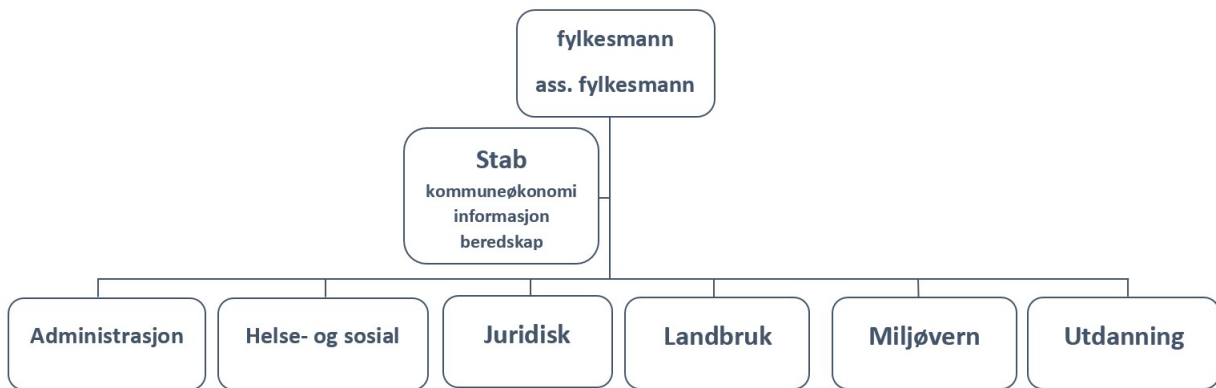 fylkesmann
ass. fylkesmann
Stab
kommuneøkonomi
informasjon
beredskap
Administrasjon
Helse- og sosial
Juridisk
Landbruk
Miljøvern
Utdanning